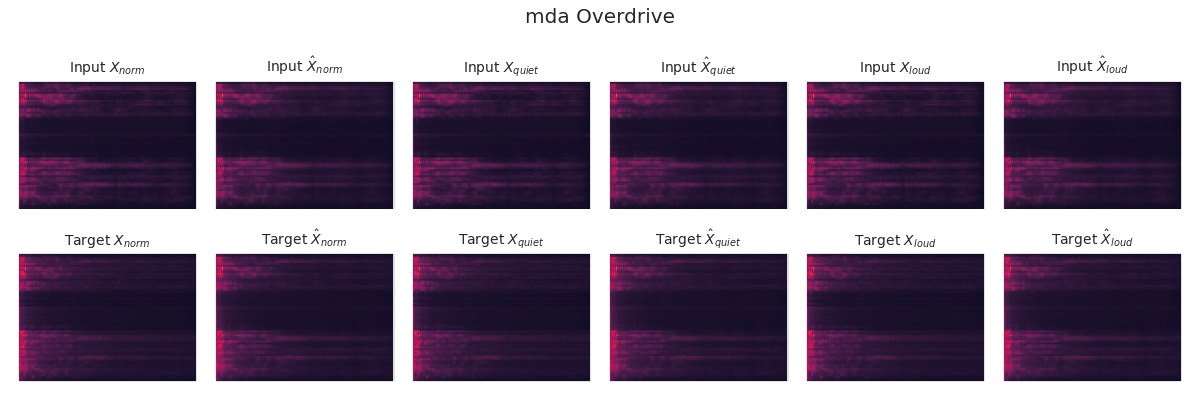 mda Overdrive
Input X_norm Input X̂_norm Input X_quiet Input X̂_quiet Input X_loud Input X̂_loud
Target X_norm Target X̂_norm Target X_quiet Target X̂_quiet Target X_loud Target X̂_loud